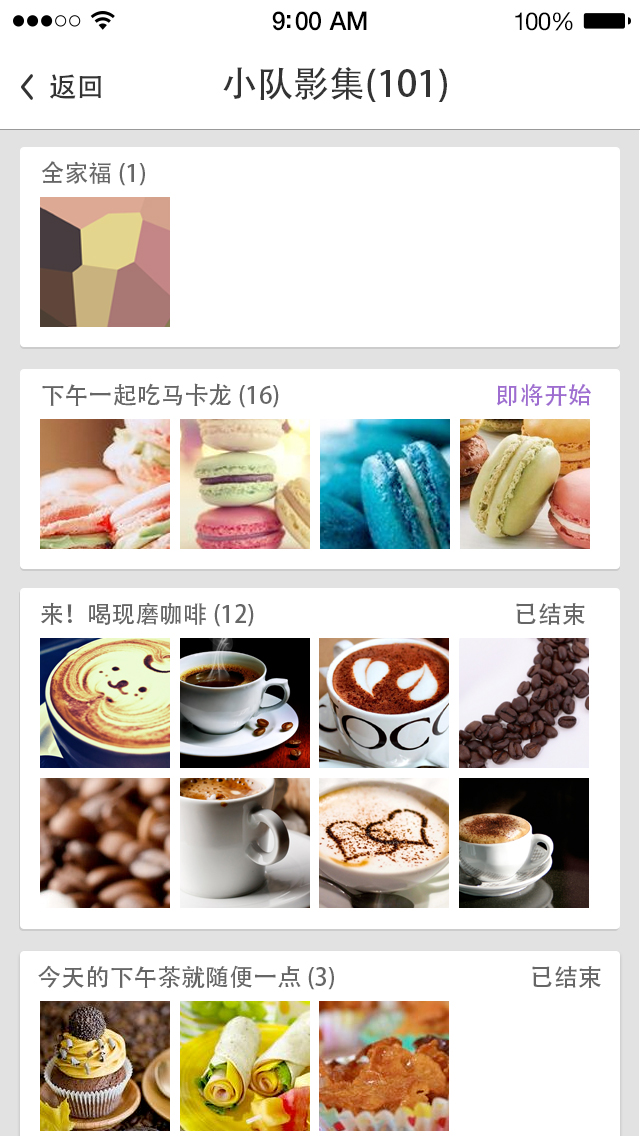 9:00 AM 100%
返回 小队影集(101)
全家福 (1)
下午一起吃马卡龙 (16) 即将开始
来！喝现磨咖啡 (12) 已结束
COCO
今天的下午茶就随便一点 (3) 已结束